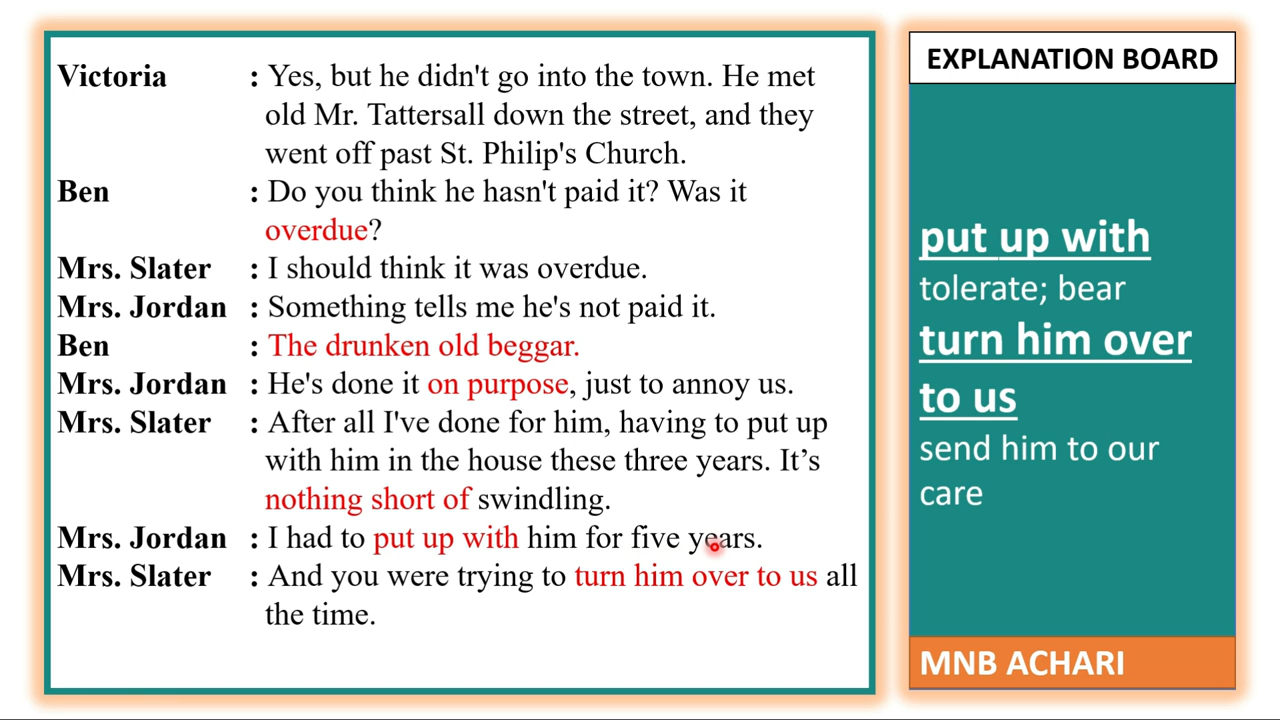 Victoria : Yes, but he didn't go into the town. He met
old Mr. Tattersall down the street, and they
went off past St. Philip's Church.
Ben : Do you think he hasn't paid it? Was it
overdue?
Mrs. Slater : I should think it was overdue.
Mrs. Jordan : Something tells me he's not paid it.
Ben : The drunken old beggar.
Mrs. Jordan : He's done it on purpose, just to annoy us.
Mrs. Slater : After all I've done for him, having to put up
with him in the house these three years. It’s
nothing short of swindling.
Mrs. Jordan : I had to put up with him for five years.
Mrs. Slater : And you were trying to turn him over to us all
the time.
EXPLANATION BOARD
put up with
tolerate; bear
turn him over
to us
send him to our
care
MNB ACHARI